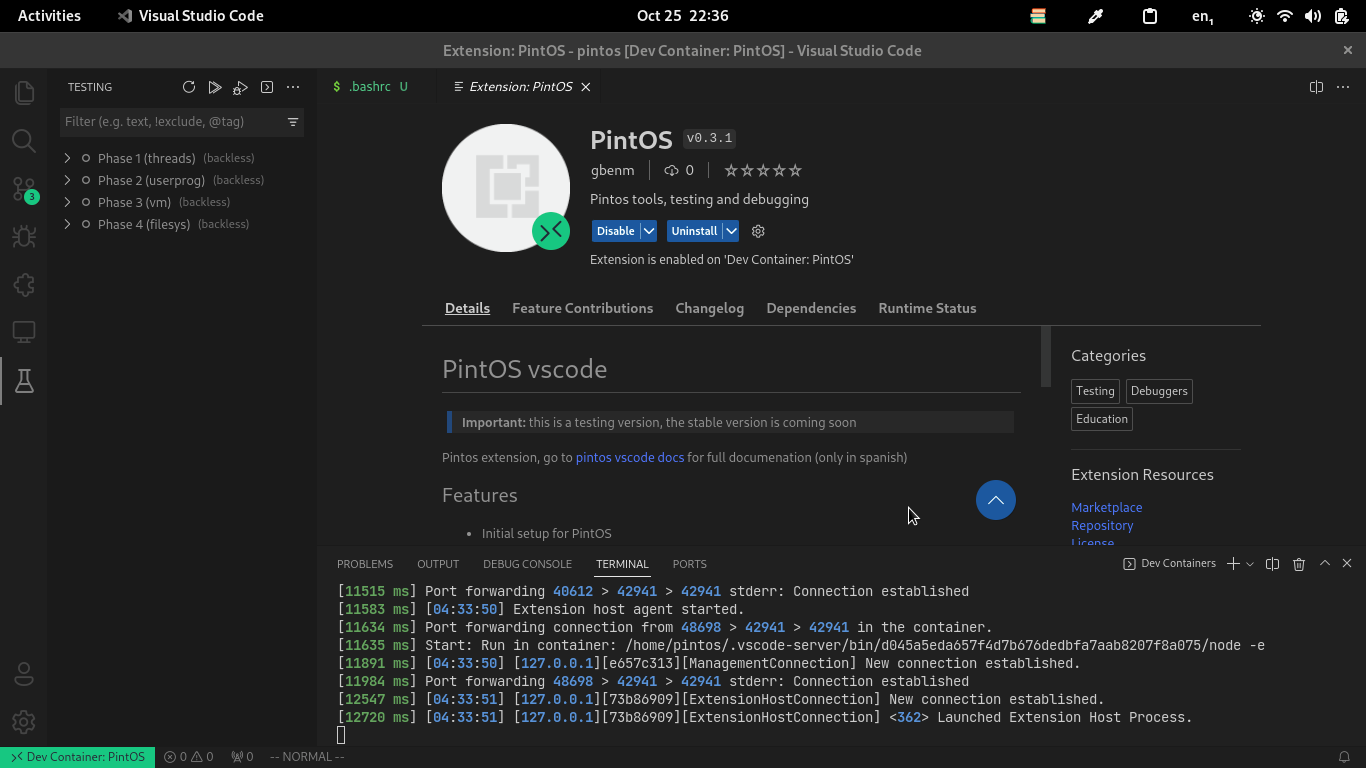 Activities
Visual Studio Code
Oct 25 22:36
en1
Extension: PintOS - pintos [Dev Container: PintOS] - Visual Studio Code
TESTING
$ .bashrc U
Extension: PintOS
Filter (e.g. text, !exclude, @tag)
Phase 1 (threads) (backless)
Phase 2 (userprog) (backless)
Phase 3 (vm) (backless)
Phase 4 (filesys) (backless)
3
PintOS v0.3.1
gbenm 0
Pintos tools, testing and debugging
Disable Uninstall
Extension is enabled on 'Dev Container: PintOS'
Details Feature Contributions Changelog Dependencies Runtime Status
PintOS vscode
Important: this is a testing version, the stable version is coming soon
Pintos extension, go to pintos vscode docs for full documenation (only in spanish)
Features
• Initial setup for PintOS
Categories
Testing Debuggers
Education
Extension Resources
Marketplace
Repository
License
PROBLEMS OUTPUT DEBUG CONSOLE TERMINAL PORTS
Dev Containers
[11515 ms] Port forwarding 40612 > 42941 > 42941 stderr: Connection established
[11583 ms] [04:33:50] Extension host agent started.
[11634 ms] Port forwarding connection from 48698 > 42941 > 42941 in the container.
[11635 ms] Start: Run in container: /home/pintos/.vscode-server/bin/d045a5eda657f4d7b676dedbfa7aab8207f8a075/node -e
[11891 ms] [04:33:50] [127.0.0.1][e657c313][ManagementConnection] New connection established.
[11984 ms] Port forwarding 48698 > 42941 > 42941 stderr: Connection established
[12547 ms] [04:33:51] [127.0.0.1][73b86909][ExtensionHostConnection] New connection established.
[12720 ms] [04:33:51] [127.0.0.1][73b86909][ExtensionHostConnection] <362> Launched Extension Host Process.
Dev Container: PintOS 0 0 0 -- NORMAL --